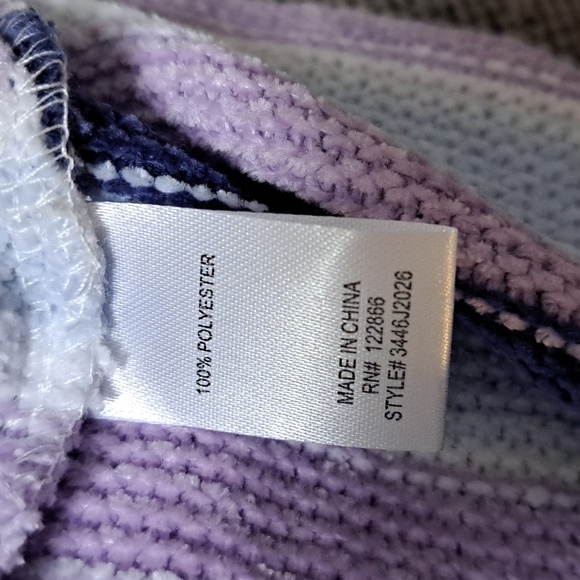 100% POLYESTER
MADE IN CHINA
RN# 122866
STYLE# 3446J2026